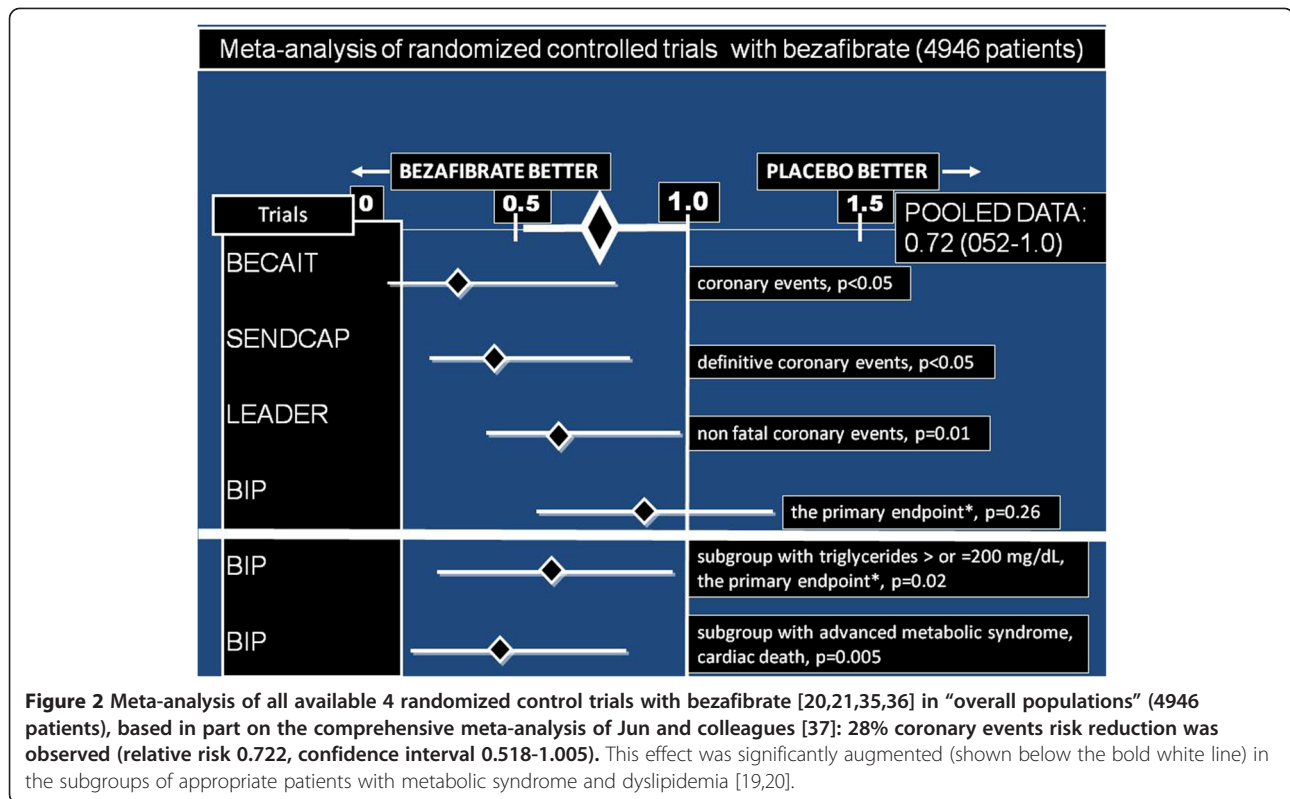 Meta-analysis of randomized controlled trials with bezafibrate (4946 patients)
BEZAFIBRATE BETTER
PLACEBO BETTER
0
0.5
1.0
1.5
Trials
POOLED DATA:
0.72 (052-1.0)
BECAIT
coronary events, p<0.05
SENDCAP
definitive coronary events, p<0.05
LEADER
non fatal coronary events, p=0.01
BIP
the primary endpoint*, p=0.26
BIP
subgroup with triglycerides > or =200 mg/dL,
the primary endpoint*, p=0.02
BIP
subgroup with advanced metabolic syndrome,
cardiac death, p=0.005
Figure 2 Meta-analysis of all available 4 randomized control trials with bezafibrate [20,21,35,36] in “overall populations” (4946
patients), based in part on the comprehensive meta-analysis of Jun and colleagues [37]: 28% coronary events risk reduction was
observed (relative risk 0.722, confidence interval 0.518-1.005). This effect was significantly augmented (shown below the bold white line) in
the subgroups of appropriate patients with metabolic syndrome and dyslipidemia [19,20].